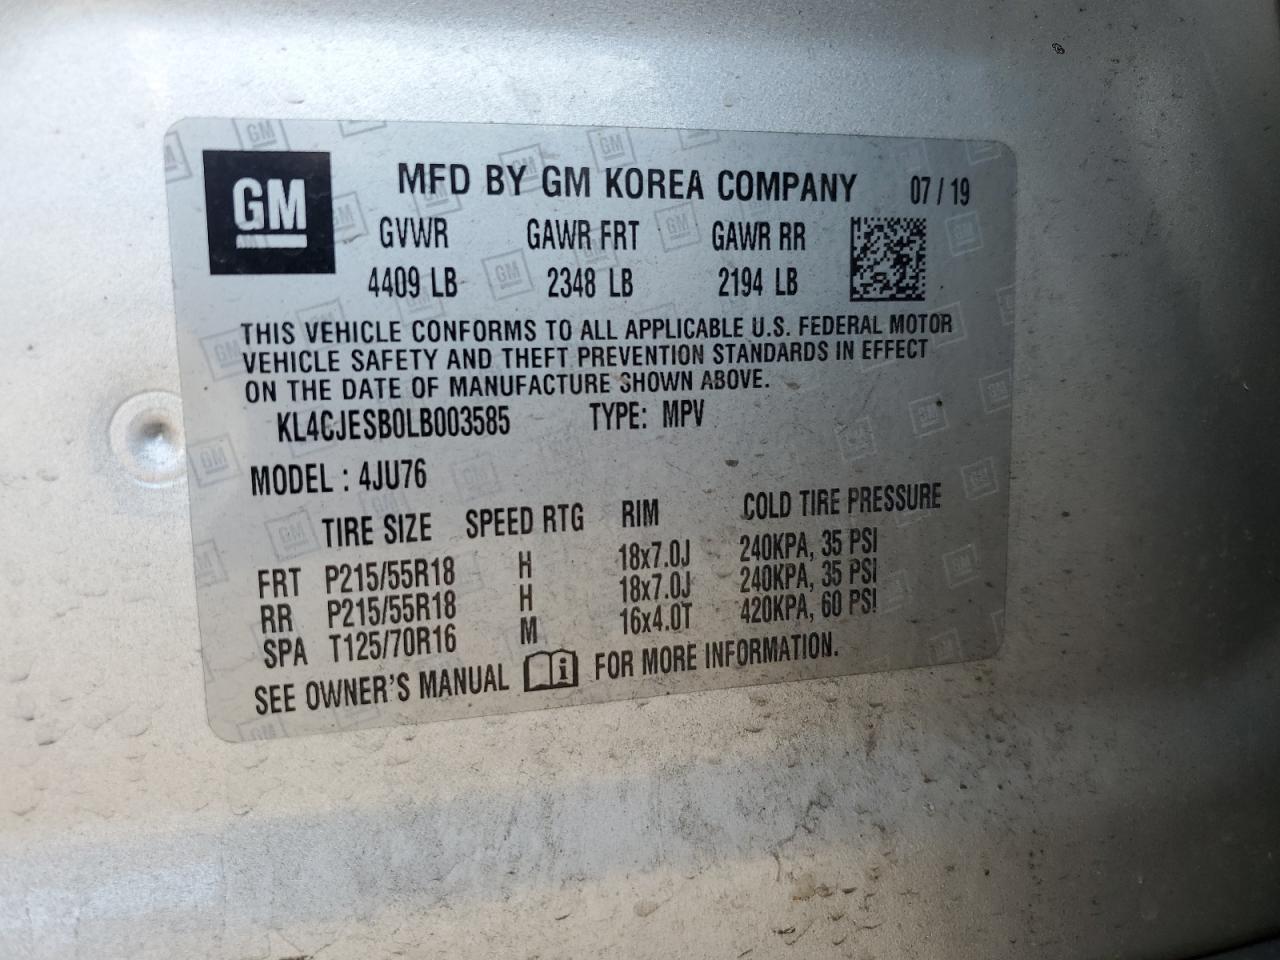 GM
MFD BY GM KOREA COMPANY 07 / 19
GVWR GAWR FRT GAWR RR
4409 LB 2348 LB 2194 LB
THIS VEHICLE CONFORMS TO ALL APPLICABLE U.S. FEDERAL MOTOR
VEHICLE SAFETY AND THEFT PREVENTION STANDARDS IN EFFECT
ON THE DATE OF MANUFACTURE SHOWN ABOVE.
KL4CJESB0LB003585 TYPE: MPV
MODEL : 4JU76
TIRE SIZE SPEED RTG RIM COLD TIRE PRESSURE
FRT P215/55R18 H 18x7.0J 240KPA, 35 PSI
RR P215/55R18 H 18x7.0J 240KPA, 35 PSI
SPA T125/70R16 M 16x4.0T 420KPA, 60 PSI
SEE OWNER'S MANUAL i FOR MORE INFORMATION.